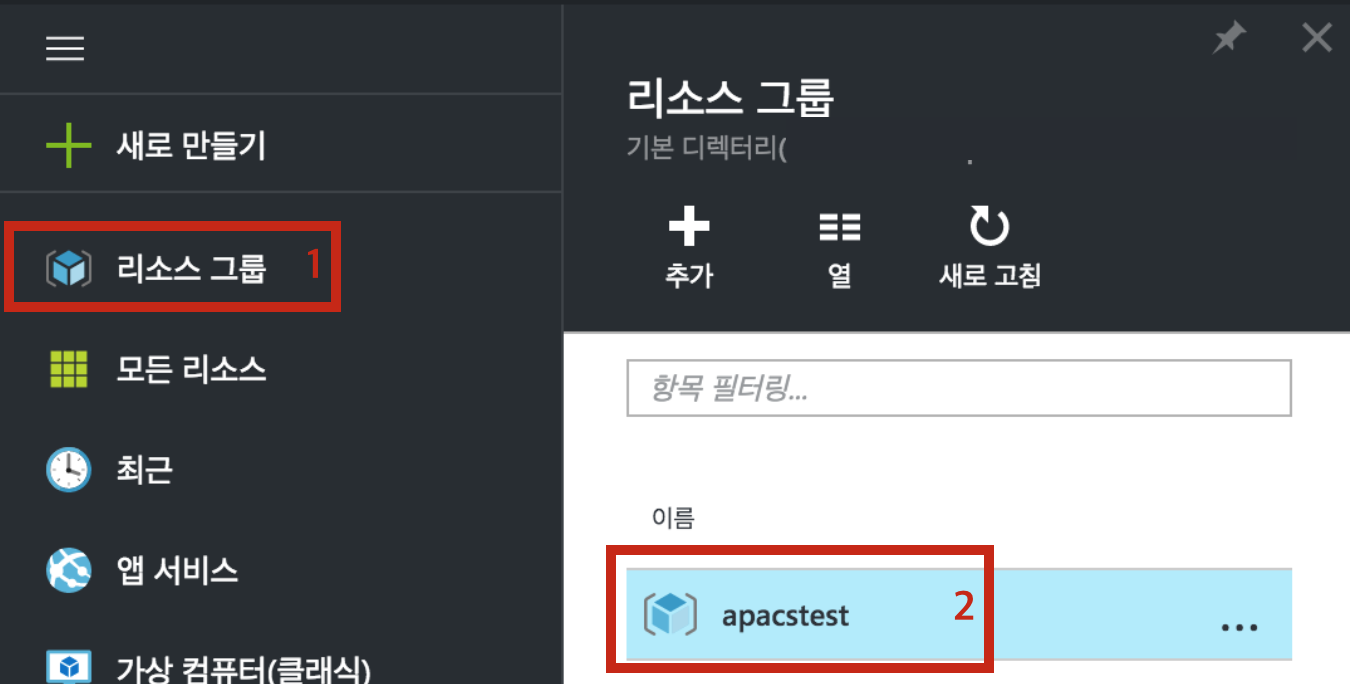 새로 만들기
리소스 그룹 1
모든 리소스
최근
앱 서비스
가상 컴퓨터(클래식)
리소스 그룹
기본 디렉터리(
추가
열
새로 고침
항목 필터링...
이름
apacstest 2 ...